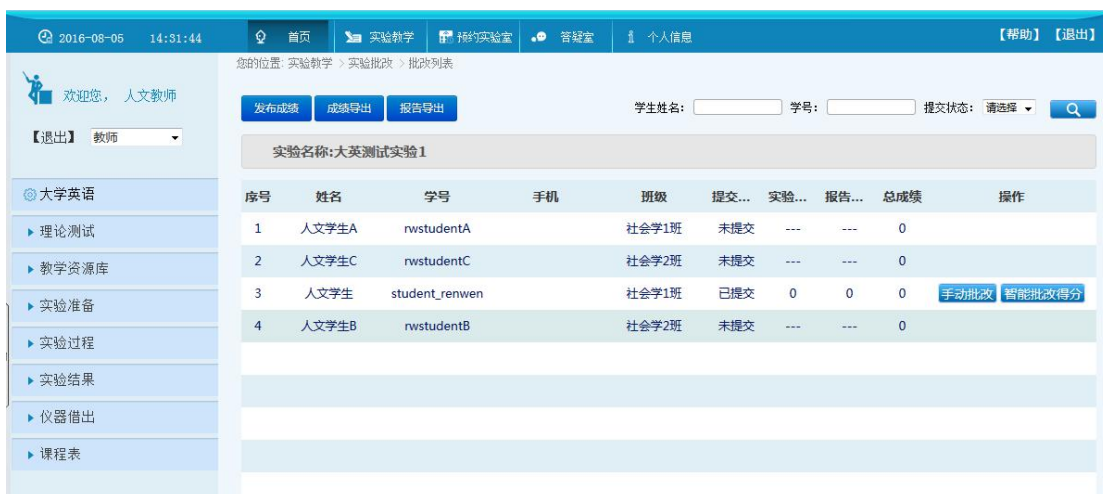 2016-08-05 14:31:44 首页 实验教学 预约实验室 答疑室 个人信息 【帮助】 【退出】
您的位置: 实验教学 > 实验批改 > 批改列表
欢迎您， 人文教师
【退出】 教师
发布成绩 成绩导出 报告导出 学生姓名: 学号: 提交状态: 请选择
实验名称:大英测试实验1
大学英语
理论测试
教学资源库
实验准备
实验过程
实验结果
仪器借出
课程表
序号 姓名 学号 手机 班级 提交... 实验... 报告... 总成绩 操作
1 人文学生A rwstudentA 社会学1班 未提交 --- --- 0
2 人文学生C rwstudentC 社会学2班 未提交 --- --- 0
3 人文学生 student_renwen 社会学1班 已提交 0 0 0 手动批改 智能批改得分
4 人文学生B rwstudentB 社会学2班 未提交 --- --- 0